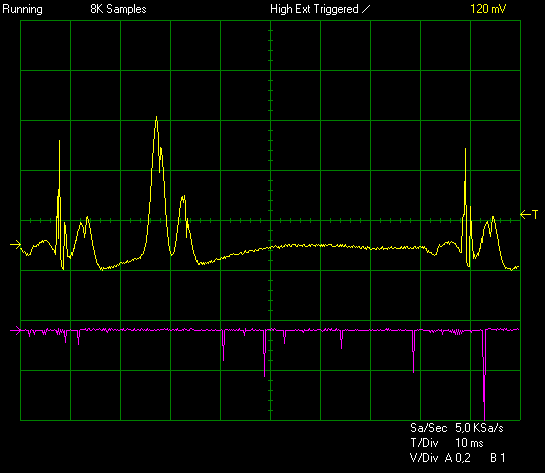 Running 8K Samples High Ext Triggered ⁄ 120 mV
T
Sa/Sec 5,0 KSa/s
T/Div 10 ms
V/Div A 0,2 B 1